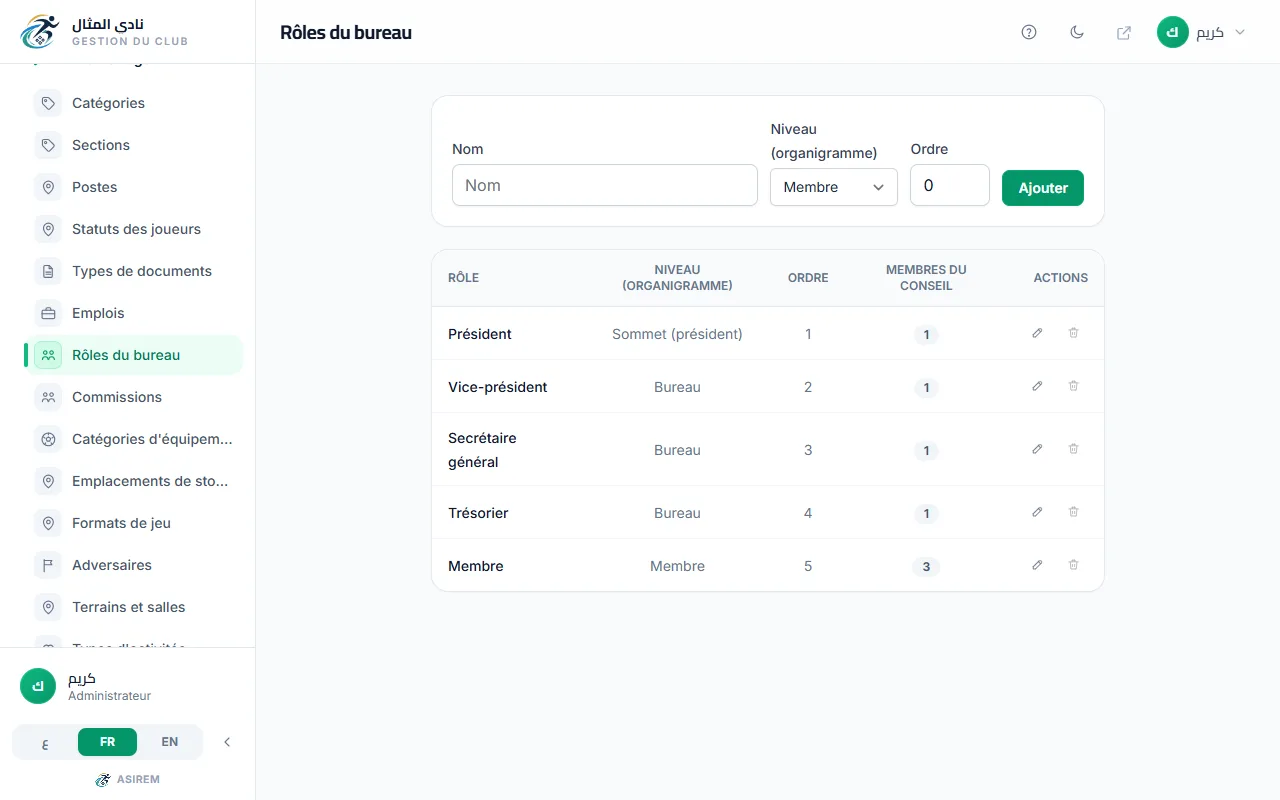 نادي المثال
GESTION DU CLUB
Catégories
Sections
Postes
Statuts des joueurs
Types de documents
Emplois
Rôles du bureau
Commissions
Catégories d'équipem...
Emplacements de sto...
Formats de jeu
Adversaires
Terrains et salles
Types d'activités
كريم
Administrateur
ع
FR
EN
ASIREM
Rôles du bureau
ك
كريم
Nom
Nom
Niveau
(organigramme)
Membre
Ordre
0
Ajouter
RÔLE
NIVEAU
(ORGANIGRAMME)
ORDRE
MEMBRES DU
CONSEIL
ACTIONS
Président
Sommet (président)
1
1
Vice-président
Bureau
2
1
Secrétaire
général
Bureau
3
1
Trésorier
Bureau
4
1
Membre
Membre
5
3